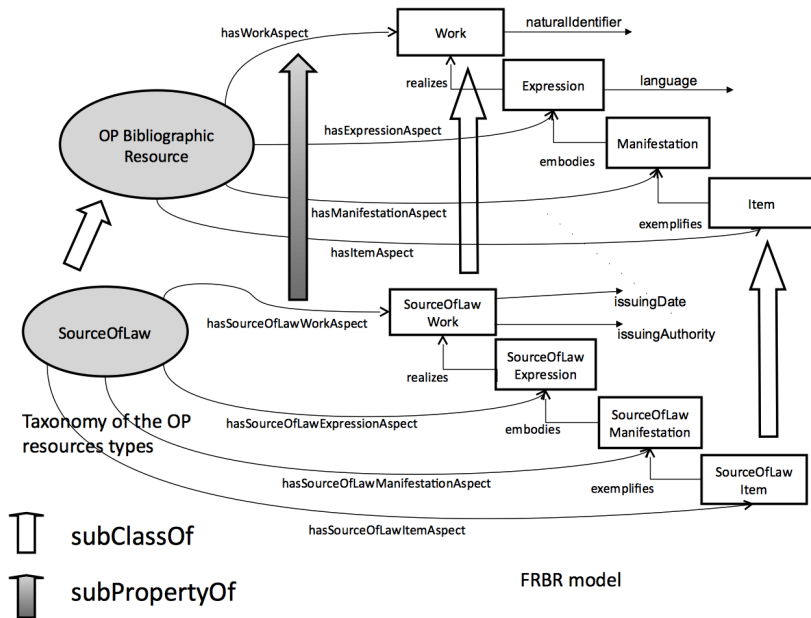 hasWorkAspect
Work
naturalIdentifier
realizes
Expression
language
OP Bibliographic
Resource
hasExpressionAspect
embodies
Manifestation
hasManifestationAspect
exemplifies
Item
hasItemAspect
SourceOfLaw
hasSourceOfLawWorkAspect
SourceOfLaw
Work
issuingDate
issuingAuthority
realizes
SourceOfLaw
Expression
Taxonomy of the OP
resources types
hasSourceOfLawExpressionAspect
embodies
SourceOfLaw
Manifestation
hasSourceOfLawManifestationAspect
exemplifies
SourceOfLaw
Item
hasSourceOfLawItemAspect
subClassOf
subPropertyOf
FRBR model